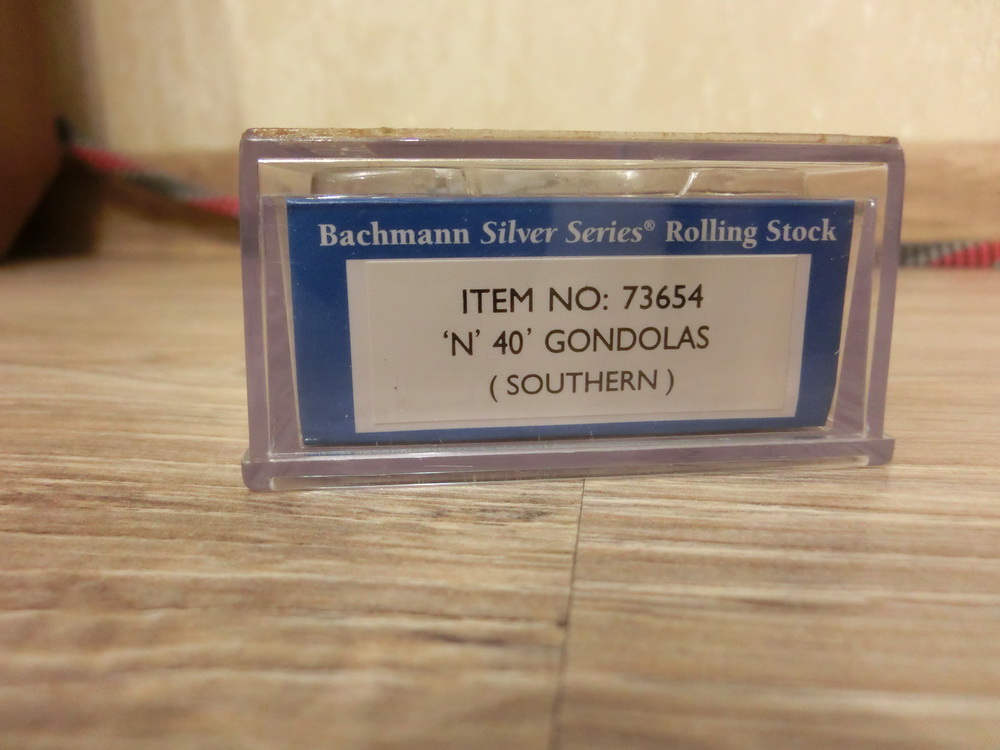 Bachmann Silver Series® Rolling Stock
ITEM NO: 73654
‘N’ 40’ GONDOLAS
( SOUTHERN )